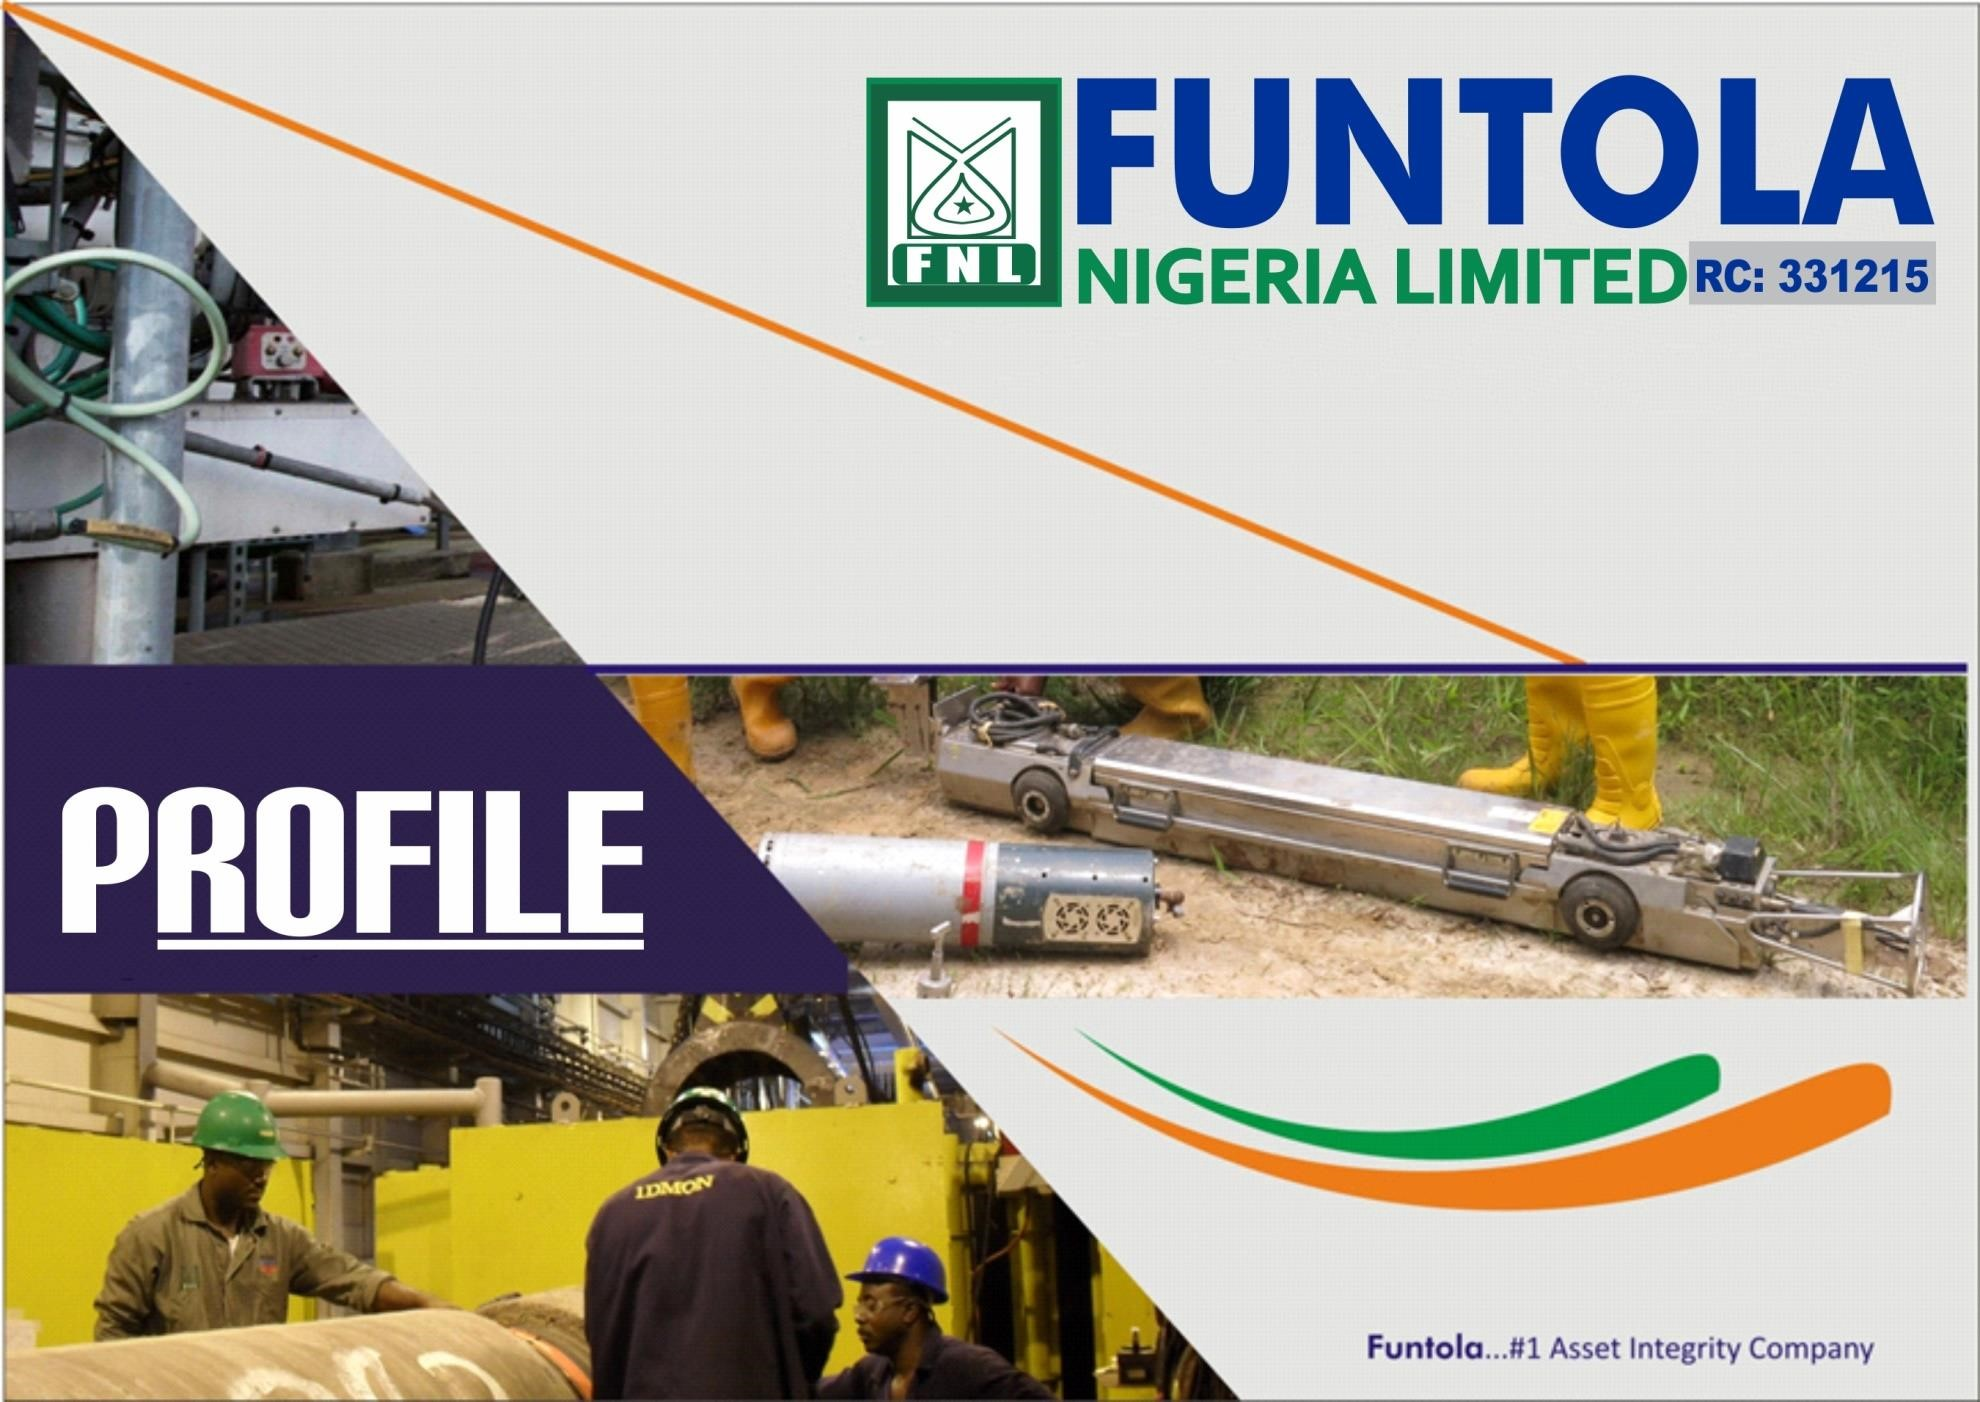 FUNTOLA
FNL
NIGERIA LIMITED RC: 331215
PROFILE
IDMON
Funtola...#1 Asset Integrity Company